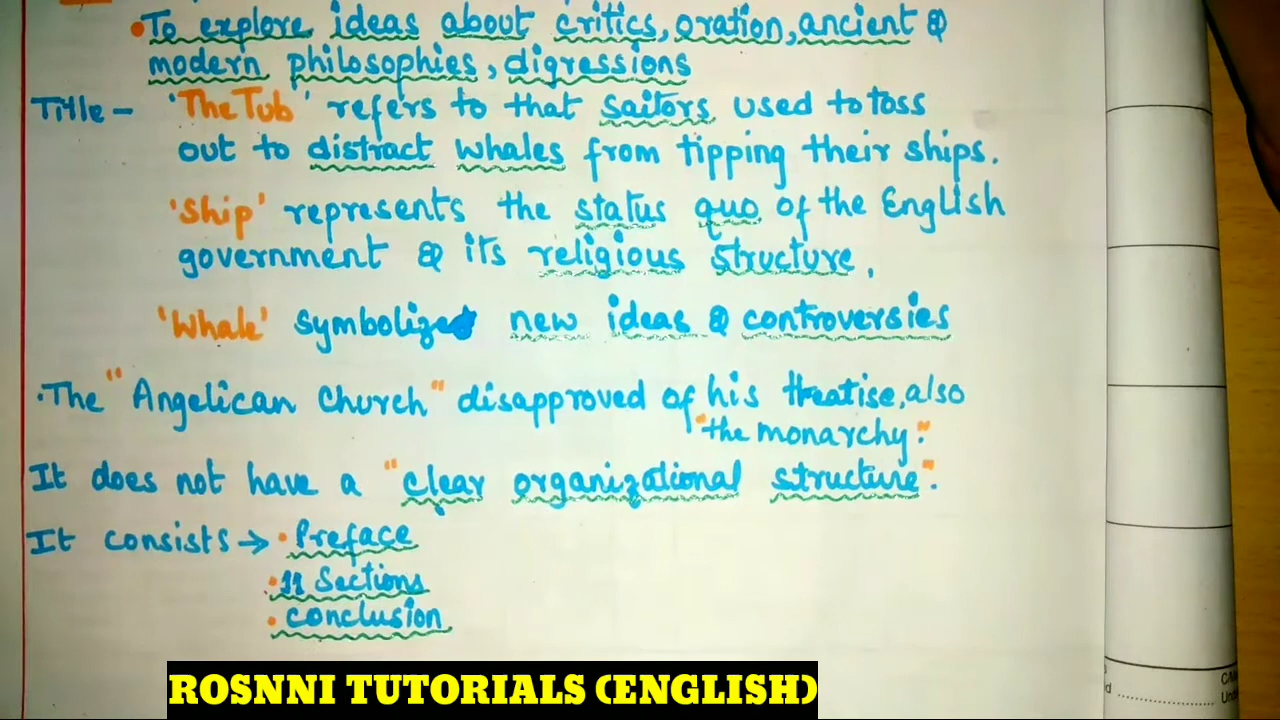 •To explore ideas about critics, oration, ancient &
modern philosophies, digressions
Title - 'The Tub' refers to that sailors used to toss
out to distract whales from tipping their ships.
'Ship' represents the status quo of the English
government & its religious structure.
'Whale' symbolizes new ideas & controversies
.The "Angelican Church" disapproved of his treatise, also
"the monarchy."
It does not have a "clear organizational structure".
It consists → • Preface
• 11 Sections
• conclusion
ROSNNI TUTORIALS (ENGLISH)